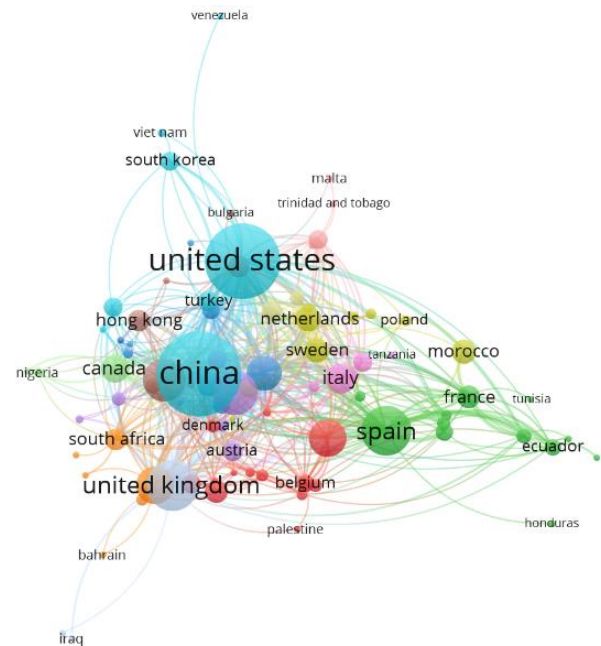 venezuela
viet nam
south korea
malta
trinidad and tobago
bulgaria
united states
turkey
hong kong
netherlands
poland
sweden
tanzania
morocco
nigeria
canada
china
italy
france
tunisia
south africa
denmark
spain
austria
ecuador
united kingdom
belgium
palestine
honduras
bahrain
iraq